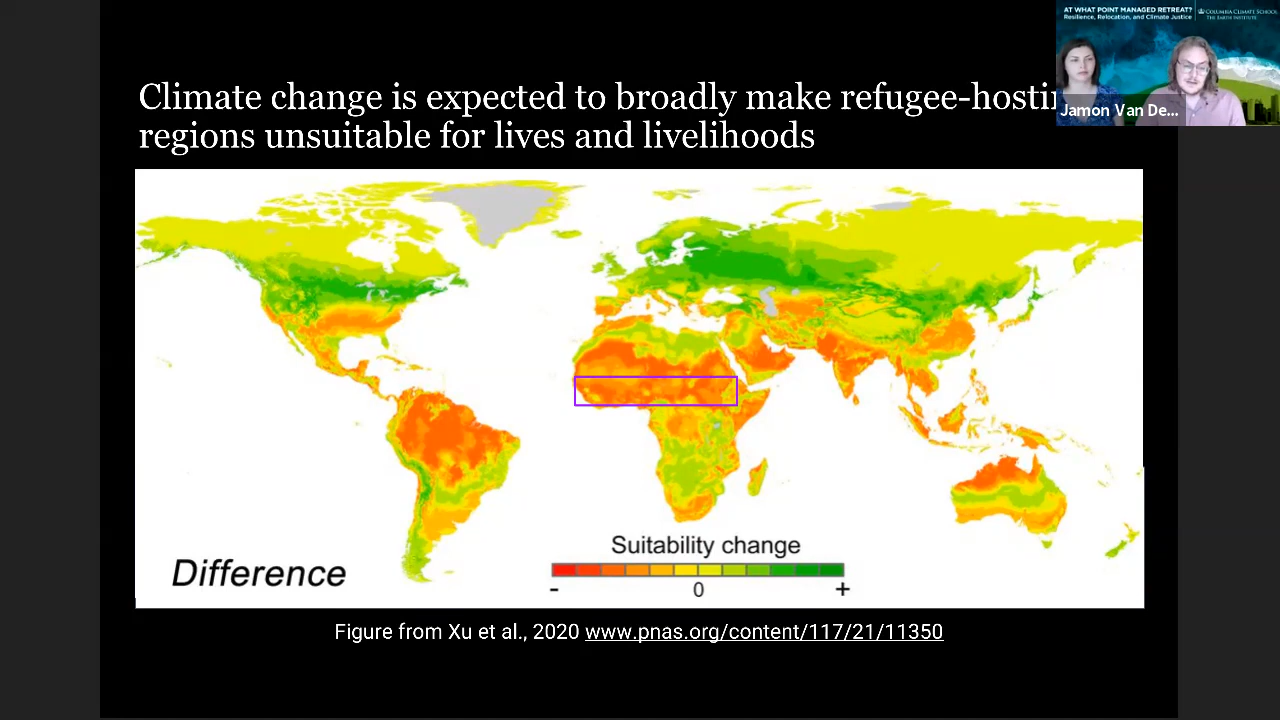 AT WHAT POINT MANAGED RETREAT?
Resilience, Relocation, and Climate Justice
COLUMBIA CLIMATE SCHOOL
THE EARTH INSTITUTE
Jamon Van De...
Climate change is expected to broadly make
regions unsuitable for lives and livelihoods
Difference
Suitability change
- 0 +
Figure from Xu et al., 2020 www.pnas.org/content/117/21/11350